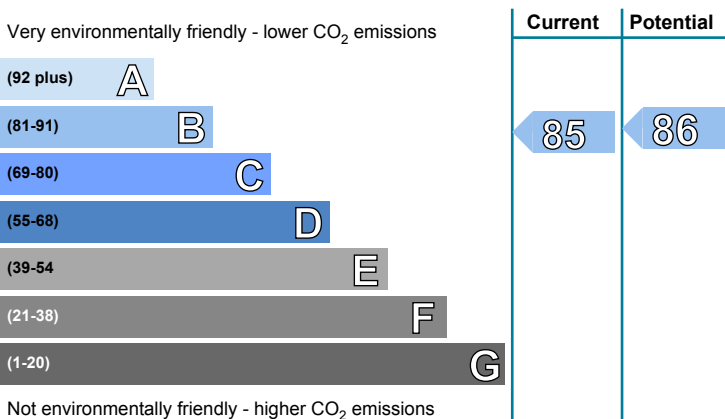 Very environmentally friendly - lower CO2 emissions
Current Potential
(92 plus) A
(81-91) B
85 86
(69-80) C
(55-68) D
(39-54 E
(21-38) F
(1-20) G
Not environmentally friendly - higher CO2 emissions